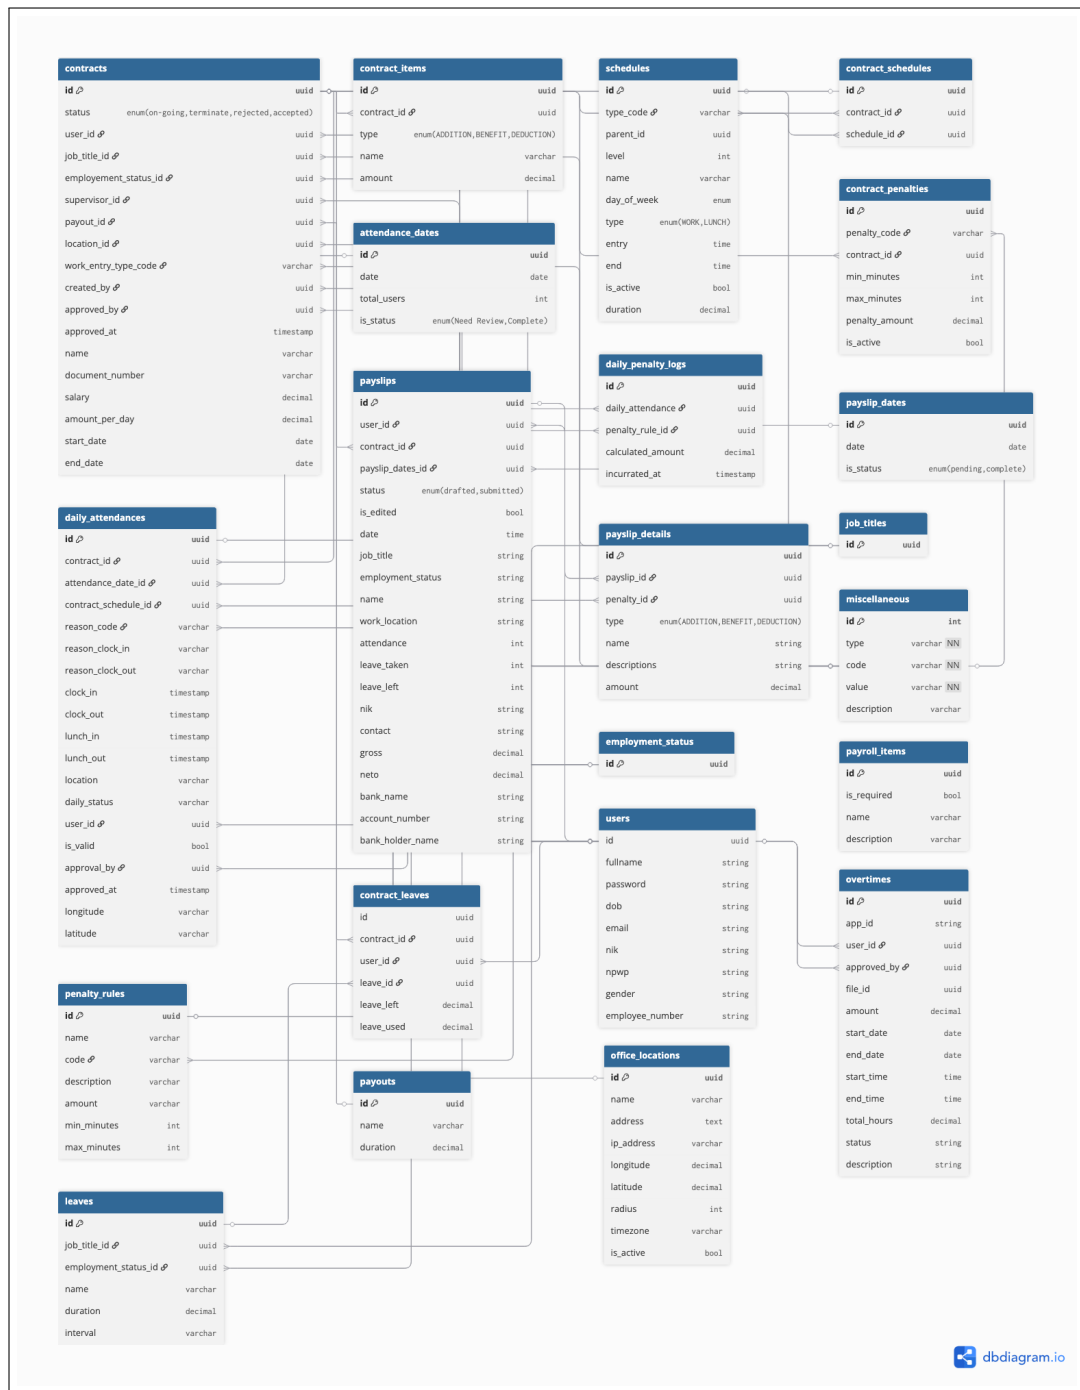 contracts
id uuid
status enum(on-going,terminate,rejected,accepted)
user_id uuid
job_title_id uuid
employement_status_id uuid
supervisor_id uuid
payout_id uuid
location_id uuid
work_entry_type_code varchar
created_by uuid
approved_by uuid
approved_at timestamp
name varchar
document_number varchar
salary decimal
amount_per_day decimal
start_date date
end_date date
contract_items
id uuid
contract_id uuid
type enum(ADDITION,BENEFIT,DEDUCTION)
name varchar
amount decimal
schedules
id uuid
type_code varchar
parent_id uuid
level int
name varchar
day_of_week enum
type enum(WORK,LUNCH)
entry time
end time
is_active bool
duration decimal
contract_schedules
id uuid
contract_id uuid
schedule_id uuid
contract_penalties
id uuid
penalty_code varchar
contract_id uuid
min_minutes int
max_minutes int
penalty_amount decimal
is_active bool
attendance_dates
id uuid
date date
total_users int
is_status enum(Need Review,Complete)
payslips
id uuid
user_id uuid
contract_id uuid
payslip_dates_id uuid
status enum(drafted,submitted)
is_edited bool
date time
job_title string
employment_status string
name string
work_location string
attendance int
leave_taken int
leave_left int
nik string
contact string
gross decimal
neto decimal
bank_name string
account_number string
bank_holder_name string
daily_penalty_logs
id uuid
daily_attendance uuid
penalty_rule_id uuid
calculated_amount decimal
incurrated_at timestamp
payslip_dates
id uuid
date date
is_status enum(pending,complete)
daily_attendances
id uuid
contract_id uuid
attendance_date_id uuid
contract_schedule_id uuid
reason_code varchar
reason_clock_in varchar
reason_clock_out varchar
clock_in timestamp
clock_out timestamp
lunch_in timestamp
lunch_out timestamp
location varchar
daily_status varchar
user_id uuid
is_valid bool
approval_by uuid
approved_at timestamp
longitude varchar
latitude varchar
payslip_details
id uuid
payslip_id uuid
penalty_id uuid
type enum(ADDITION,BENEFIT,DEDUCTION)
name string
descriptions string
amount decimal
job_titles
id uuid
miscellaneous
id int
type varchar NN
code varchar NN
value varchar NN
description varchar
employment_status
id uuid
payroll_items
id uuid
is_required bool
name varchar
description varchar
users
id uuid
fullname string
password string
dob string
email string
nik string
npwp string
gender string
employee_number string
overtimes
id uuid
app_id string
user_id uuid
approved_by uuid
file_id uuid
amount decimal
start_date date
end_date date
start_time time
end_time time
total_hours decimal
status string
description string
contract_leaves
id uuid
contract_id uuid
user_id uuid
leave_id uuid
leave_left decimal
leave_used decimal
penalty_rules
id uuid
name varchar
code varchar
description varchar
amount varchar
min_minutes int
max_minutes int
payouts
id uuid
name varchar
duration decimal
office_locations
id uuid
name varchar
address text
ip_address varchar
longitude decimal
latitude decimal
radius int
timezone varchar
is_active bool
leaves
id uuid
job_title_id uuid
employment_status_id uuid
name varchar
duration decimal
interval varchar
dbdiagram.io